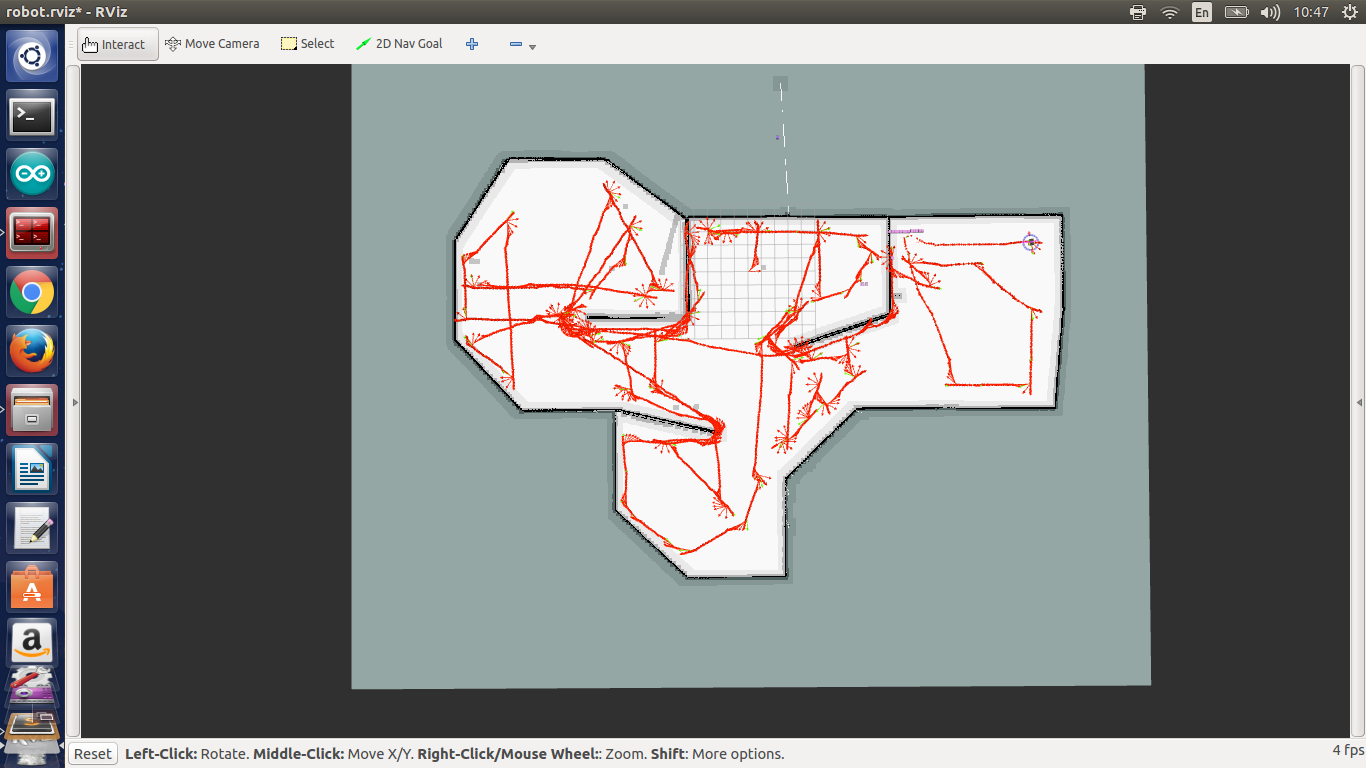 robot.rviz* - RViz
En
10:47
Interact
Move Camera
Select
2D Nav Goal
Reset
Left-Click: Rotate. Middle-Click: Move X/Y. Right-Click/Mouse Wheel:: Zoom. Shift: More options.
4 fps